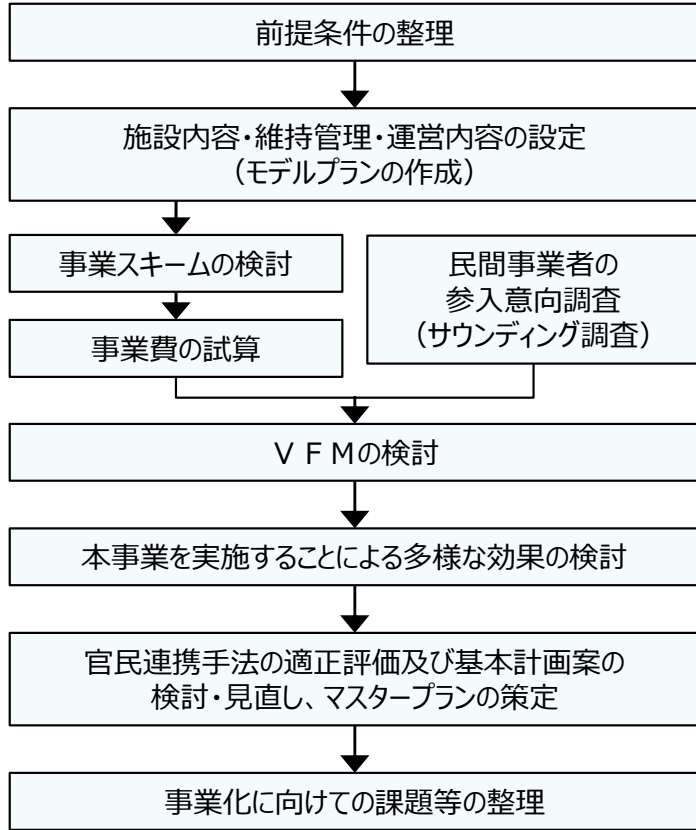 前提条件の整理
施設内容・維持管理・運営内容の設定
（モデルプランの作成）
事業スキームの検討
事業費の試算
民間事業者の
参入意向調査
（サウンディング調査）
ＶＦＭの検討
本事業を実施することによる多様な効果の検討
官民連携手法の適正評価及び基本計画案の
検討・見直し、マスタープランの策定
事業化に向けての課題等の整理